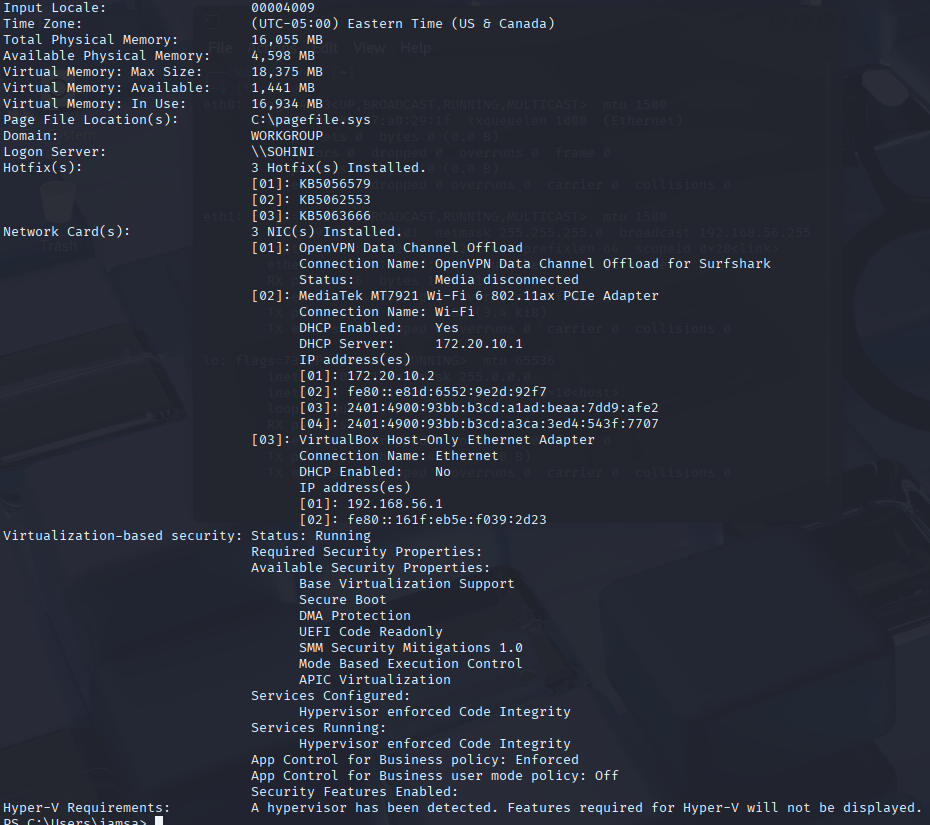 Input Locale: 00004009
Time Zone: (UTC-05:00) Eastern Time (US & Canada)
Total Physical Memory: 16,055 MB
Available Physical Memory: 4,598 MB
Virtual Memory: Max Size: 18,375 MB
Virtual Memory: Available: 1,441 MB
Virtual Memory: In Use: 16,934 MB
Page File Location(s): C:\pagefile.sys
Domain: WORKGROUP
Logon Server: \\SOHINI
Hotfix(s): 3 Hotfix(s) Installed.
[01]: KB5056579
[02]: KB5062553
[03]: KB5063666
Network Card(s): 3 NIC(s) Installed.
[01]: OpenVPN Data Channel Offload
Connection Name: OpenVPN Data Channel Offload for Surfshark
Status: Media disconnected
[02]: MediaTek MT7921 Wi-Fi 6 802.11ax PCIe Adapter
Connection Name: Wi-Fi
DHCP Enabled: Yes
DHCP Server: 172.20.10.1
IP address(es)
[01]: 172.20.10.2
[02]: fe80::e81d:6552:9e2d:92f7
[03]: 2401:4900:93bb:b3cd:a1ad:beaa:7dd9:afe2
[04]: 2401:4900:93bb:b3cd:a3ca:3ed4:543f:7707
[03]: VirtualBox Host-Only Ethernet Adapter
Connection Name: Ethernet
DHCP Enabled: No
IP address(es)
[01]: 192.168.56.1
[02]: fe80::161f:eb5e:f039:2d23
Virtualization-based security: Status: Running
Required Security Properties:
Available Security Properties:
Base Virtualization Support
Secure Boot
DMA Protection
UEFI Code Readonly
SMM Security Mitigations 1.0
Mode Based Execution Control
APIC Virtualization
Services Configured:
Hypervisor enforced Code Integrity
Services Running:
Hypervisor enforced Code Integrity
App Control for Business policy: Enforced
App Control for Business user mode policy: Off
Security Features Enabled:
Hyper-V Requirements: A hypervisor has been detected. Features required for Hyper-V will not be displayed.
PS C:\Users\iamsa>